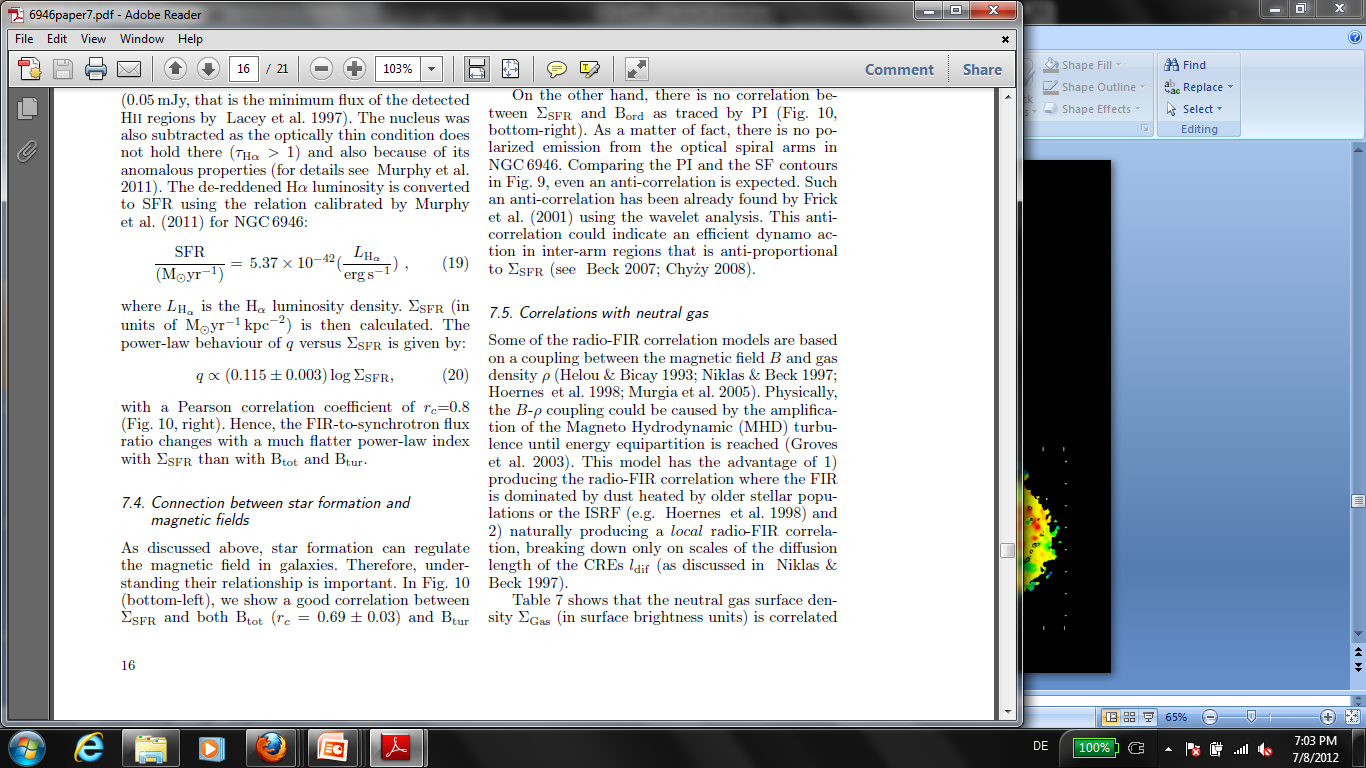 6946paper7.pdf - Adobe Reader
File Edit View Window Help
16 / 21
103%
Comment Share
(0.05 mJy, that is the minimum flux of the detected
HII regions by Lacey et al. 1997). The nucleus was
also subtracted as the optically thin condition does
not hold there (τHα > 1) and also because of its
anomalous properties (for details see Murphy et al.
2011). The de-reddened Hα luminosity is converted
to SFR using the relation calibrated by Murphy
et al. (2011) for NGC 6946:
SFR/(M⊙yr−1) = 5.37 × 10−42(LHα/erg s−1) , (19)
where LHα is the Hα luminosity density. ΣSFR (in
units of M⊙yr−1 kpc−2) is then calculated. The
power-law behaviour of q versus ΣSFR is given by:
q ∝ (0.115 ± 0.003) log ΣSFR, (20)
with a Pearson correlation coefficient of rc=0.8
(Fig. 10, right). Hence, the FIR-to-synchrotron flux
ratio changes with a much flatter power-law index
with ΣSFR than with Btot and Btur.
7.4. Connection between star formation and
magnetic fields
As discussed above, star formation can regulate
the magnetic field in galaxies. Therefore, under-
standing their relationship is important. In Fig. 10
(bottom-left), we show a good correlation between
ΣSFR and both Btot (rc = 0.69 ± 0.03) and Btur
16
On the other hand, there is no correlation be-
tween ΣSFR and Bord as traced by PI (Fig. 10,
bottom-right). As a matter of fact, there is no po-
larized emission from the optical spiral arms in
NGC 6946. Comparing the PI and the SF contours
in Fig. 9, even an anti-correlation is expected. Such
an anti-correlation has been already found by Frick
et al. (2001) using the wavelet analysis. This anti-
correlation could indicate an efficient dynamo ac-
tion in inter-arm regions that is anti-proportional
to ΣSFR (see Beck 2007; Chyży 2008).
7.5. Correlations with neutral gas
Some of the radio-FIR correlation models are based
on a coupling between the magnetic field B and gas
density ρ (Helou & Bicay 1993; Niklas & Beck 1997;
Hoernes et al. 1998; Murgia et al. 2005). Physically,
the B-ρ coupling could be caused by the amplifica-
tion of the Magneto Hydrodynamic (MHD) turbu-
lence until energy equipartition is reached (Groves
et al. 2003). This model has the advantage of 1)
producing the radio-FIR correlation where the FIR
is dominated by dust heated by older stellar popu-
lations or the ISRF (e.g. Hoernes et al. 1998) and
2) naturally producing a local radio-FIR correla-
tion, breaking down only on scales of the diffusion
length of the CREs ldif (as discussed in Niklas &
Beck 1997).
Table 7 shows that the neutral gas surface den-
sity ΣGas (in surface brightness units) is correlated
Shape Fill
Shape Outline
Shape Effects
Find
Replace
Select
Editing
65%
DE
100%
7:03 PM
7/8/2012